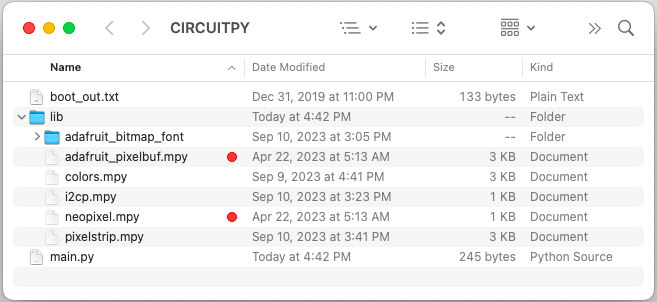 CIRCUITPY
Name Date Modified Size Kind
boot_out.txt Dec 31, 2019 at 11:00 PM 133 bytes Plain Text
lib Today at 4:42 PM -- Folder
adafruit_bitmap_font Sep 10, 2023 at 3:05 PM -- Folder
adafruit_pixelbuf.mpy Apr 22, 2023 at 5:13 AM 3 KB Document
colors.mpy Sep 9, 2023 at 4:41 PM 3 KB Document
i2cp.mpy Sep 10, 2023 at 3:23 PM 1 KB Document
neopixel.mpy Apr 22, 2023 at 5:13 AM 1 KB Document
pixelstrip.mpy Sep 10, 2023 at 3:41 PM 3 KB Document
main.py Today at 4:42 PM 245 bytes Python Source